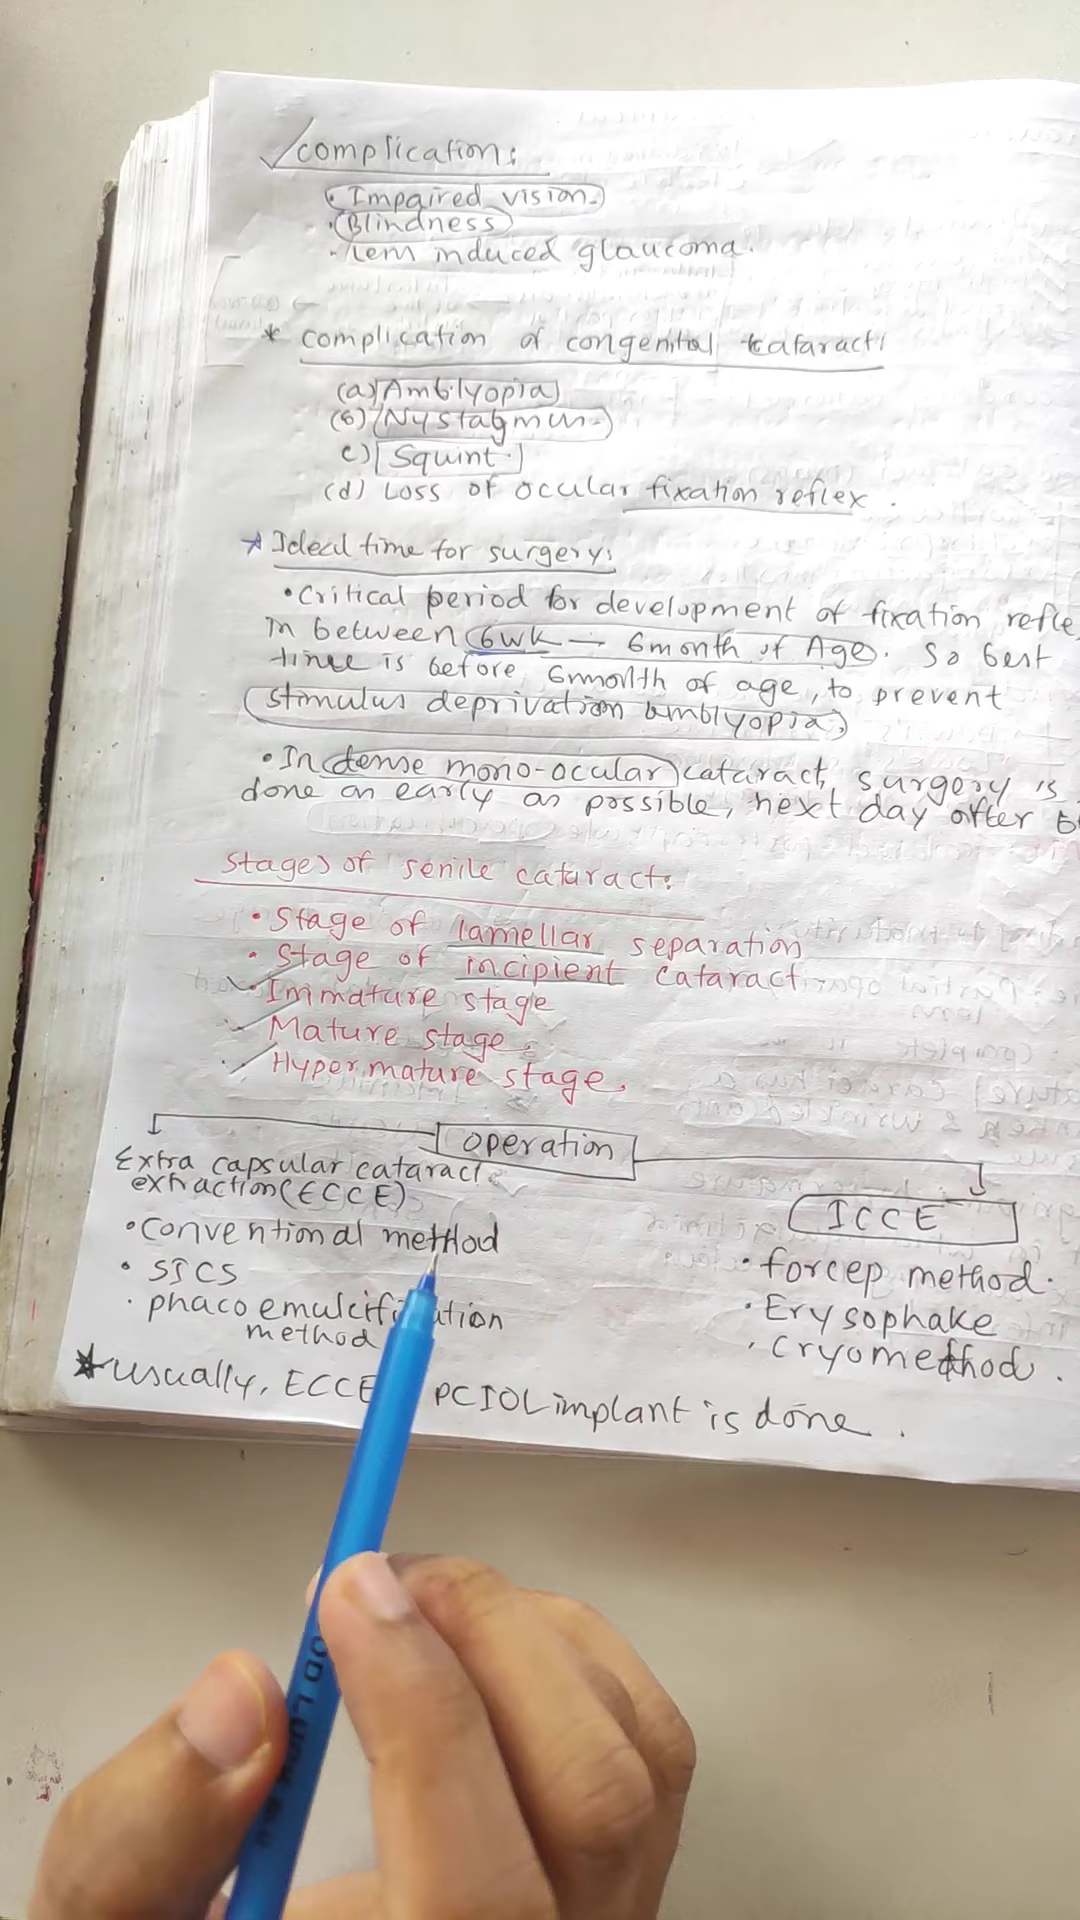 complication:
• Impaired vision.
• Blindness
• lens induced glaucoma.
* complication of congenital cataract:
(a) Amblyopia
(b) Nystagmus
c) Squint.
(d) Loss of ocular fixation reflex.
* Ideal time for surgery:
• Critical period for development of fixation refle
in between 6wk — 6month of Age. So best
time is before 6month of age, to prevent
stimulus deprivation amblyopia.
• In dense mono-ocular cataract, surgery is
done as early as possible, next day after
Stages of senile cataract:
• Stage of lamellar separation
• Stage of incipient cataract
• Immature stage
• Mature stage.
• Hypermature stage.
operation
Extra capsular cataract
extraction (ECCE)
• conventional method
• SICS
• phacoemulcification
method
ICCE
• forcep method.
• Erysophake
• cryomethod.
* usually, ECCE PCIOL implant is done.